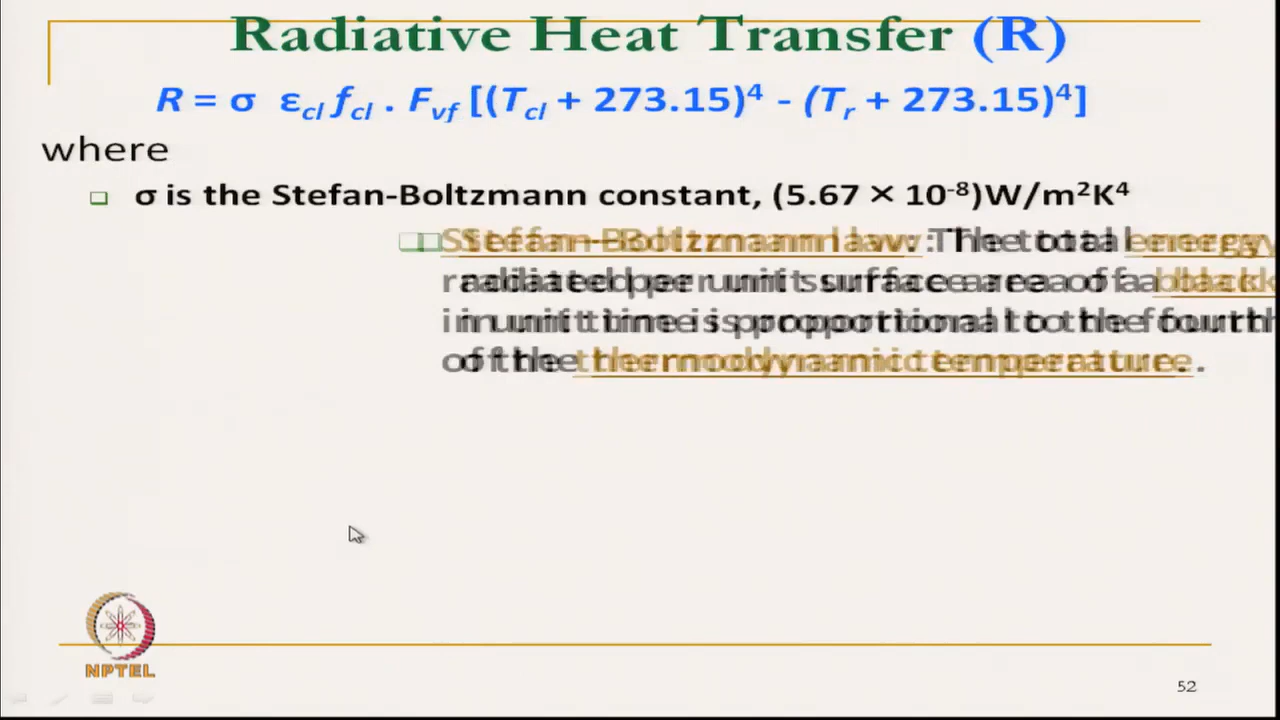 Radiative Heat Transfer (R)
R = σ ε_cl f_cl . F_vf [(T_cl + 273.15)⁴ - (T_r + 273.15)⁴]
where
❑ σ is the Stefan-Boltzmann constant, (5.67 × 10⁻⁸)W/m²K⁴
❑ Stefan–Boltzmann law: The total energy
radiated per unit surface area of a black
in unit time is proportional to the fourth
of the thermodynamic temperature.
NPTEL
52